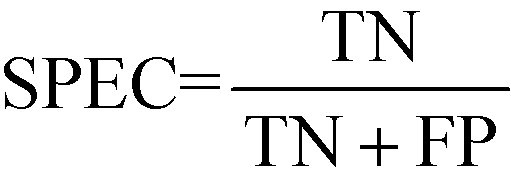 SPEC= TN
TN + FP